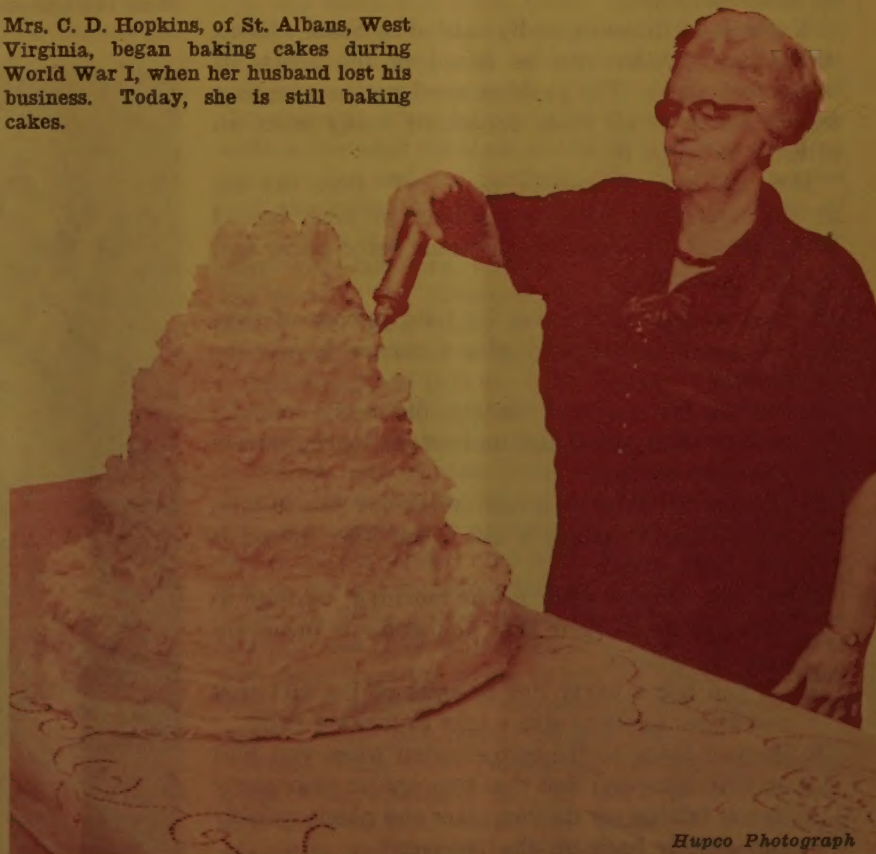 Mrs. C. D. Hopkins, of St. Albans, West
Virginia, began baking cakes during
World War I, when her husband lost his
business. Today, she is still baking
cakes.
Hupco Photograph